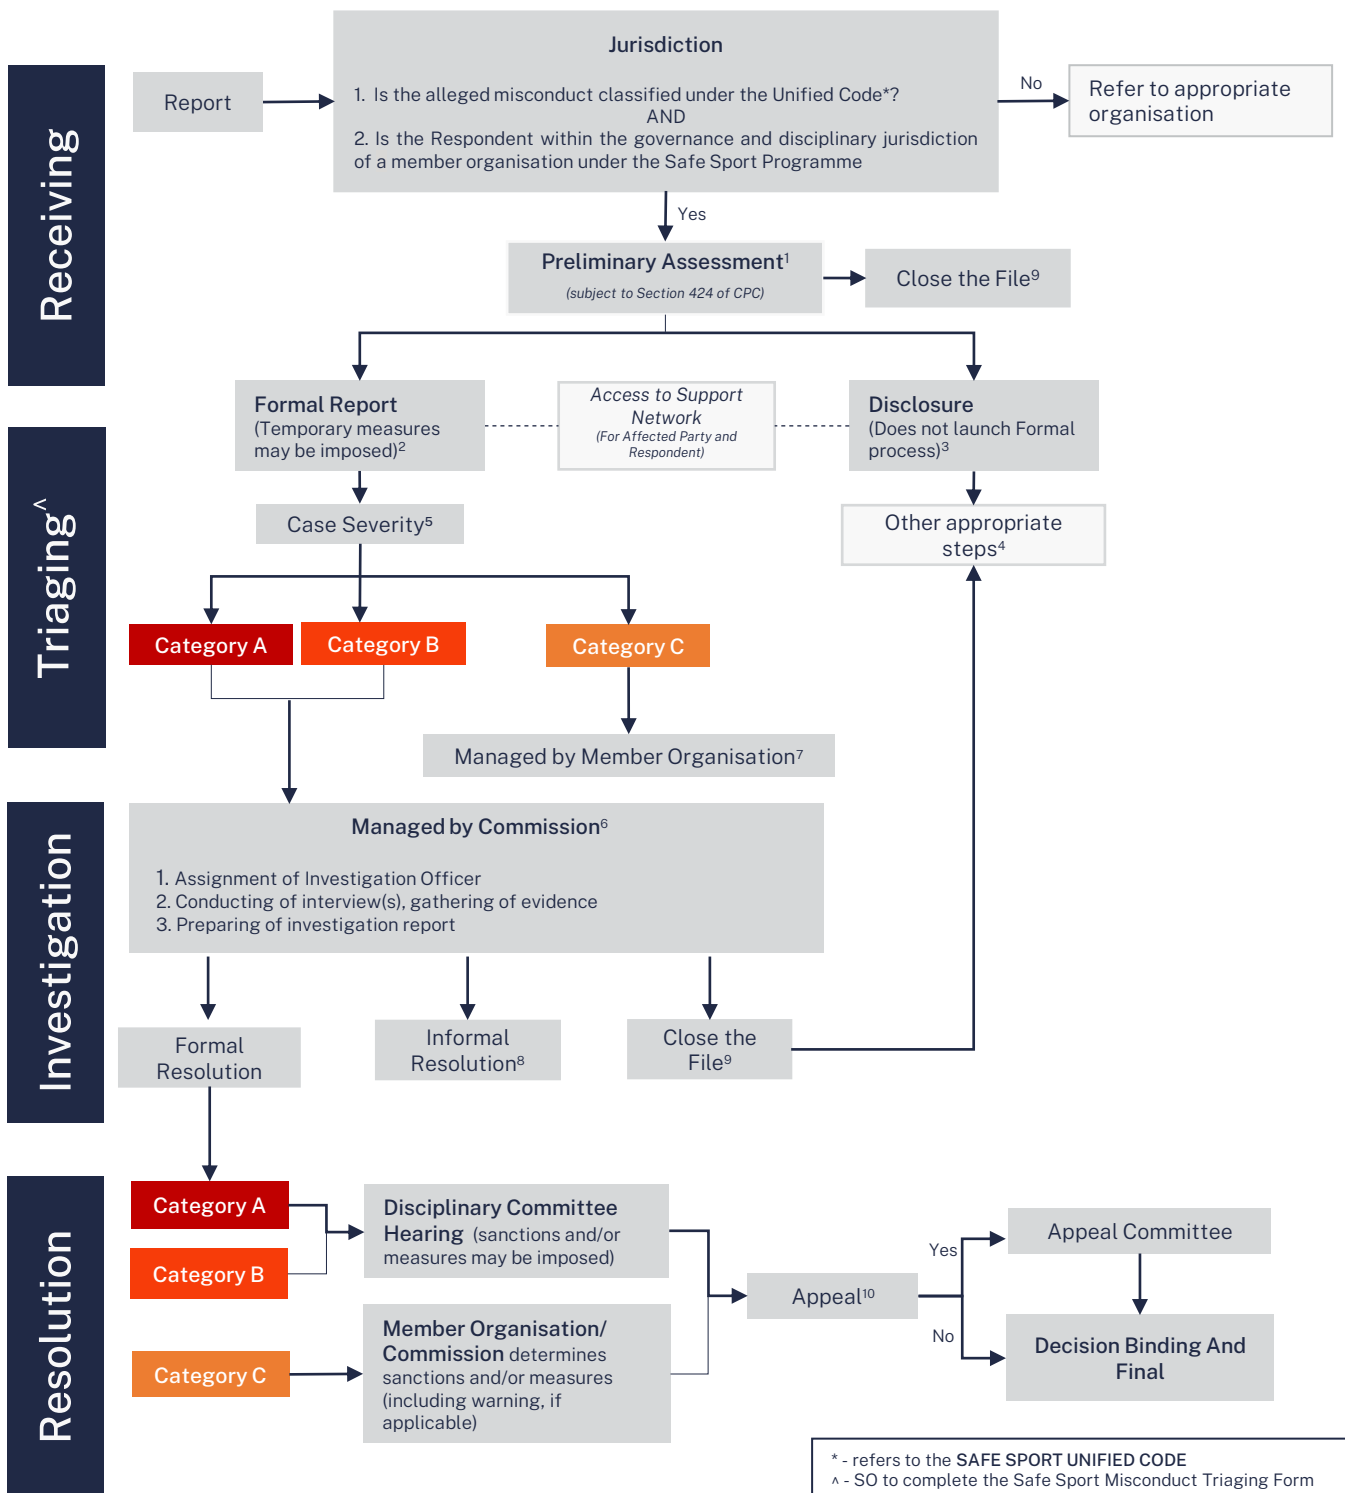 Receiving
Report
Jurisdiction
1. Is the alleged misconduct classified under the Unified Code*?
AND
2. Is the Respondent within the governance and disciplinary jurisdiction
of a member organisation under the Safe Sport Programme
No
Refer to appropriate
organisation
Yes
Preliminary Assessment¹
(subject to Section 424 of CPC)
Close the File⁹
Formal Report
(Temporary measures
may be imposed)²
Access to Support
Network
(For Affected Party and
Respondent)
Disclosure
(Does not launch Formal
process)³
Triaging^
Case Severity⁵
Other appropriate
steps⁴
Category A
Category B
Category C
Managed by Member Organisation⁷
Investigation
Managed by Commission⁶
1. Assignment of Investigation Officer
2. Conducting of interview(s), gathering of evidence
3. Preparing of investigation report
Formal
Resolution
Informal
Resolution⁸
Close the
File⁹
Resolution
Category A
Category B
Disciplinary Committee
Hearing (sanctions and/or
measures may be imposed)
Category C
Member Organisation/
Commission determines
sanctions and/or measures
(including warning, if
applicable)
Appeal¹⁰
Yes
No
Appeal Committee
Decision Binding And
Final
* - refers to the SAFE SPORT UNIFIED CODE
^ - SO to complete the Safe Sport Misconduct Triaging Form